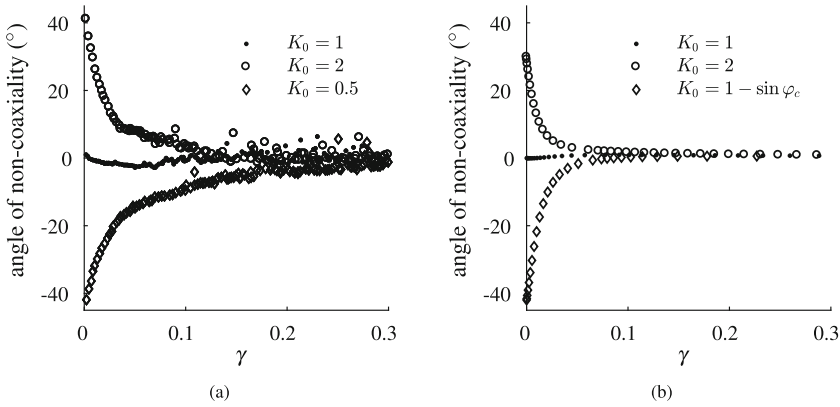 angle of non-coaxiality (°)
40
20
0
-20
-40
K₀ = 1
K₀ = 2
K₀ = 0.5
0
0.1
0.2
0.3
γ
(a)
angle of non-coaxiality (°)
40
20
0
-20
-40
K₀ = 1
K₀ = 2
K₀ = 1 − sin φ_c
0
0.1
0.2
0.3
γ
(b)